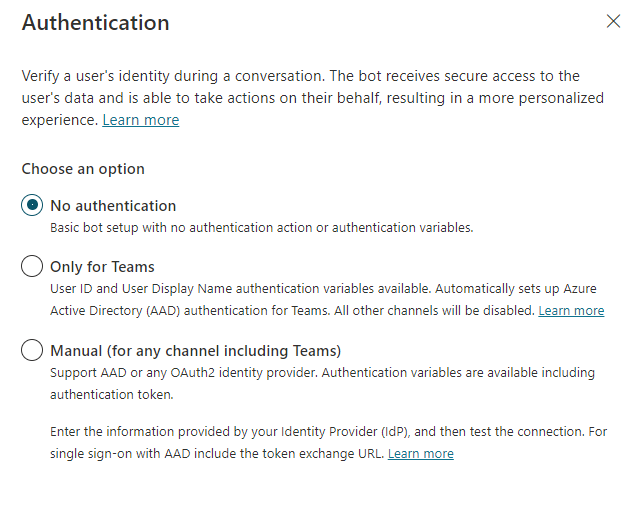 Authentication
Verify a user's identity during a conversation. The bot receives secure access to the
user's data and is able to take actions on their behalf, resulting in a more personalized
experience. Learn more
Choose an option
No authentication
Basic bot setup with no authentication action or authentication variables.
Only for Teams
User ID and User Display Name authentication variables available. Automatically sets up Azure
Active Directory (AAD) authentication for Teams. All other channels will be disabled. Learn more
Manual (for any channel including Teams)
Support AAD or any OAuth2 identity provider. Authentication variables are available including
authentication token.
Enter the information provided by your Identity Provider (IdP), and then test the connection. For
single sign-on with AAD include the token exchange URL. Learn more